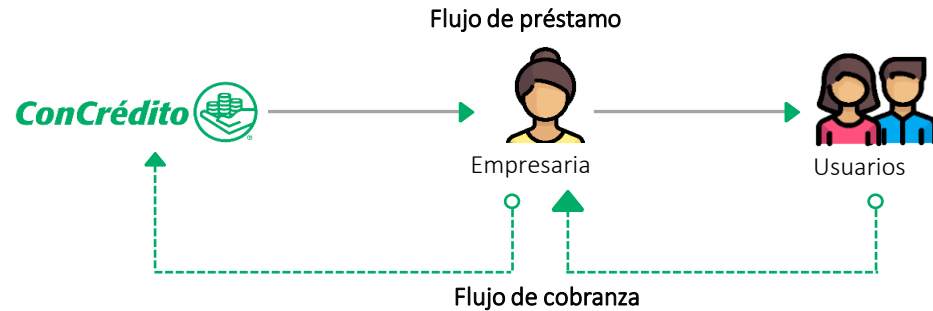 Flujo de préstamo
ConCrédito
Empresaria
Usuarios
Flujo de cobranza